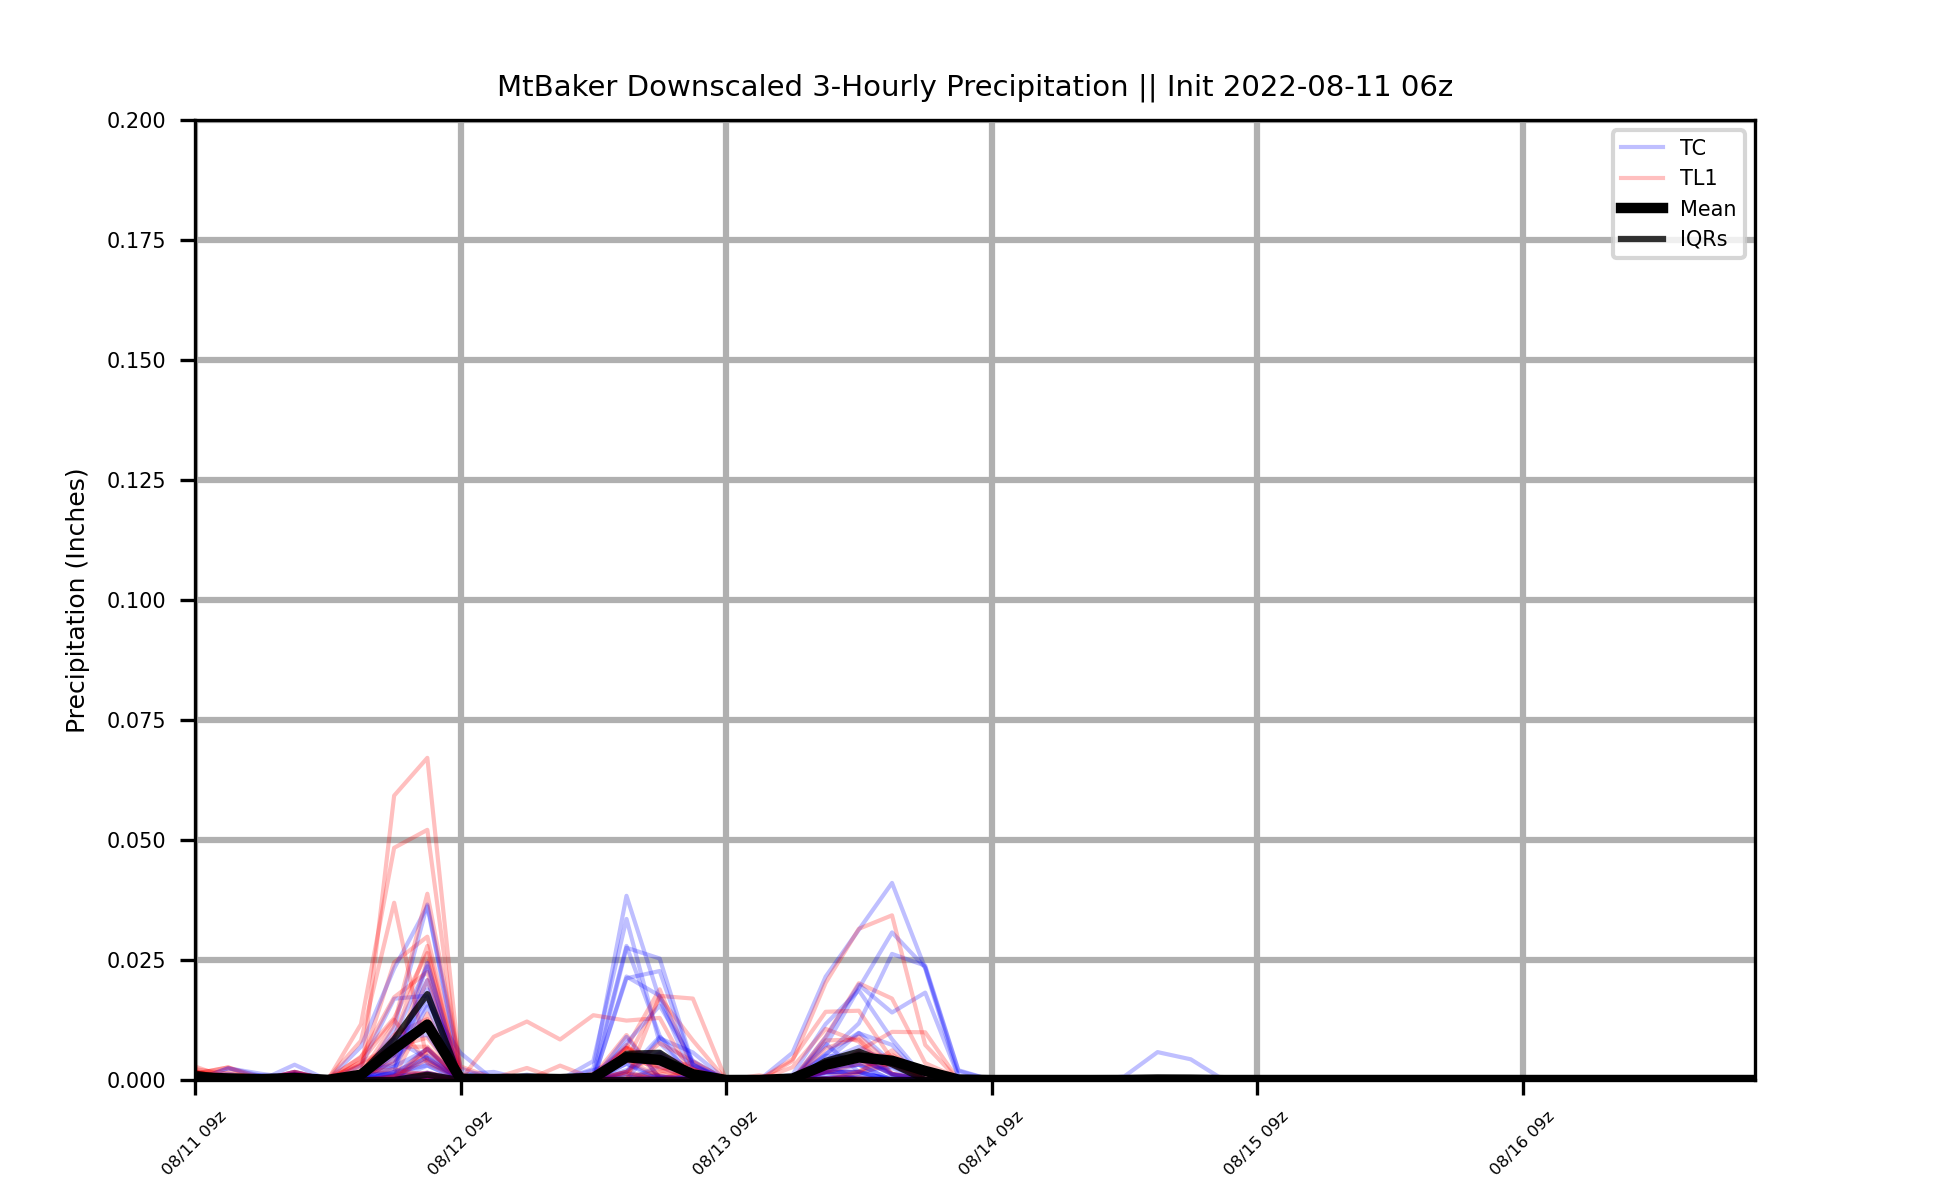 MtBaker Downscaled 3-Hourly Precipitation || Init 2022-08-11 06z
Precipitation (Inches)
0.200
0.175
0.150
0.125
0.100
0.075
0.050
0.025
0.000
TC
TL1
Mean
IQRs
08/11 09z
08/12 09z
08/13 09z
08/14 09z
08/15 09z
08/16 09z